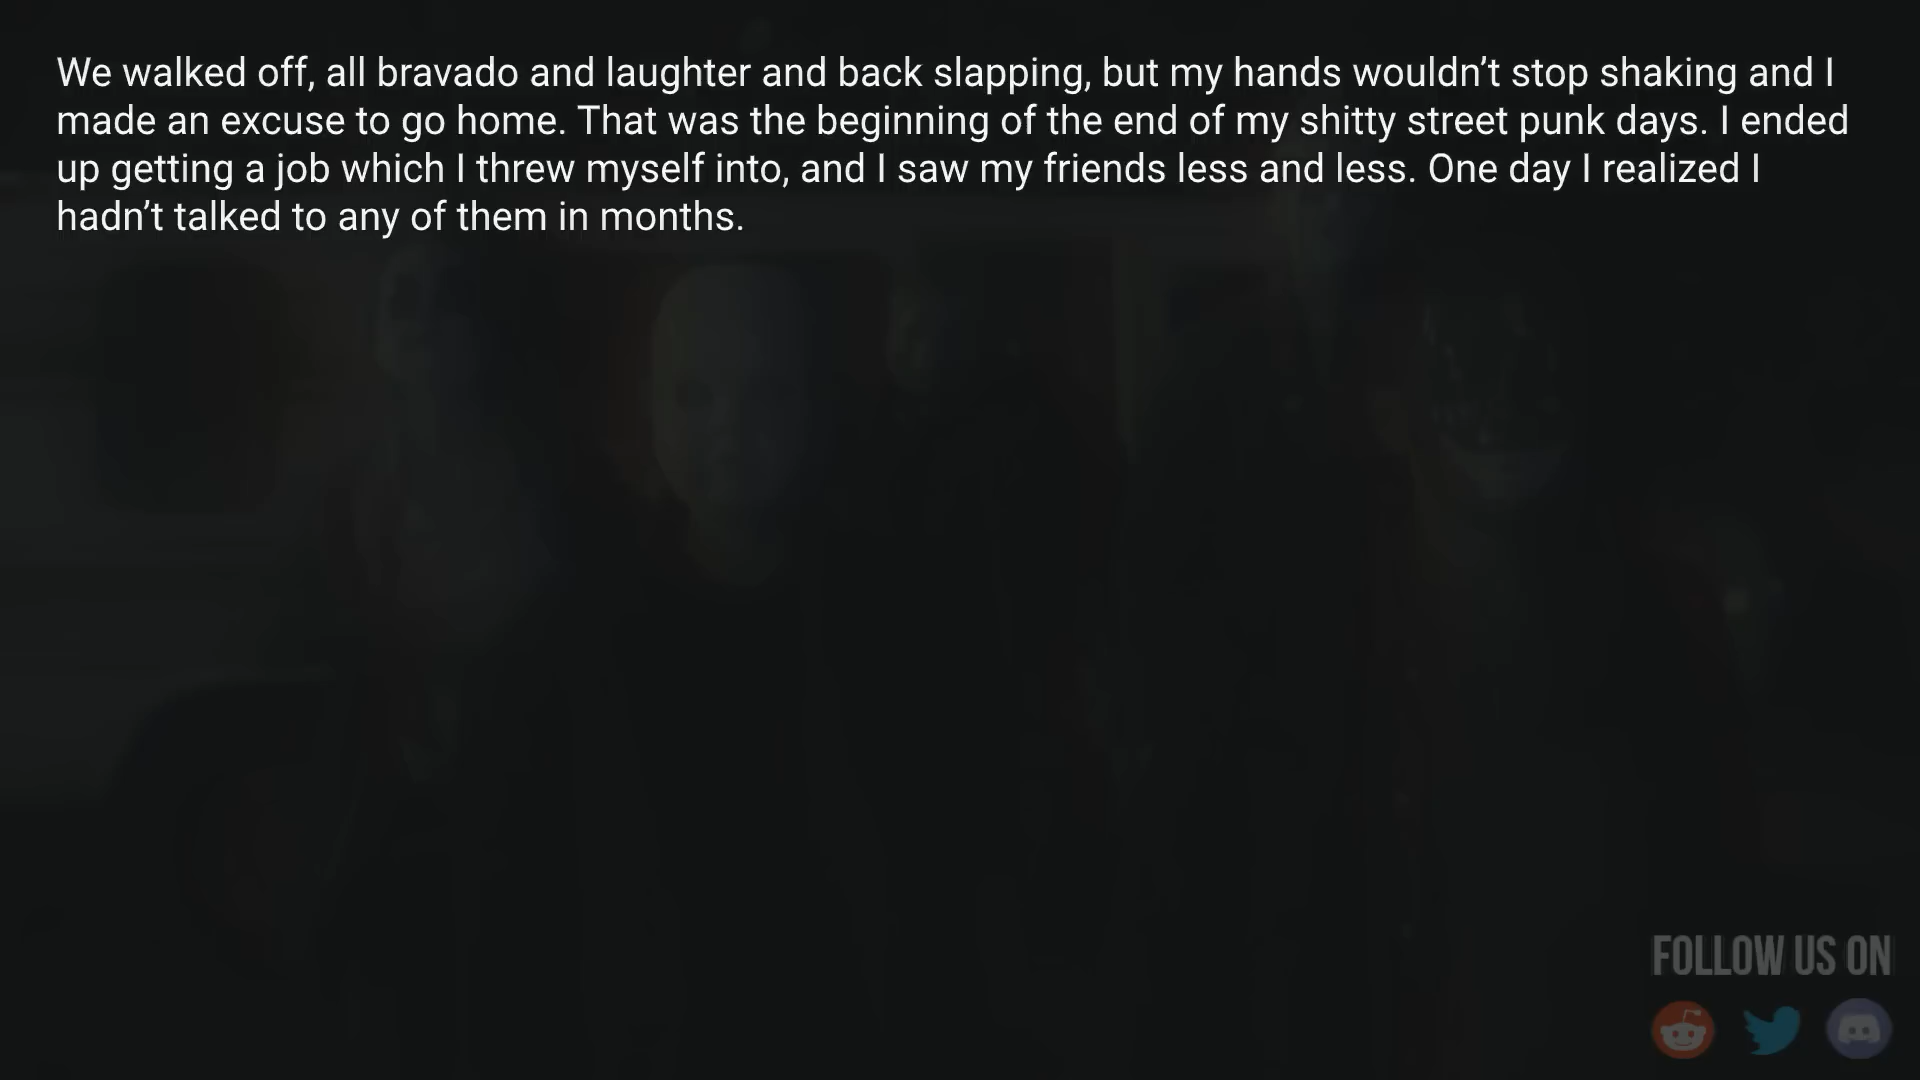 We walked off, all bravado and laughter and back slapping, but my hands wouldn’t stop shaking and I
made an excuse to go home. That was the beginning of the end of my shitty street punk days. I ended
up getting a job which I threw myself into, and I saw my friends less and less. One day I realized I
hadn’t talked to any of them in months.
FOLLOW US ON